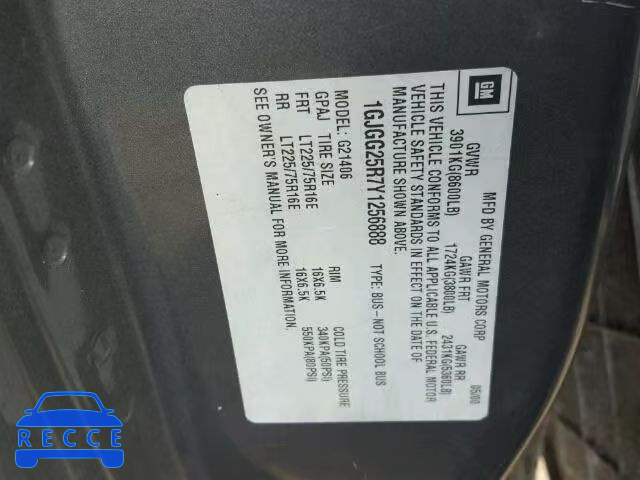 GM
MFD BY GENERAL MOTORS CORP 05/00
GVWR GAWR FRT GAWR RR
3901KG(8600LB) 1724KG(3800LB) 2431KG(5360LB)
THIS VEHICLE CONFORMS TO ALL APPLICABLE U.S. FEDERAL MOTOR
VEHICLE SAFETY STANDARDS IN EFFECT ON THE DATE OF
MANUFACTURE SHOWN ABOVE.
1GJGG25R7Y1256888 TYPE: BUS-NOT SCHOOL BUS
MODEL: G21406
GPAJ TIRE SIZE RIM COLD TIRE PRESSURE
FRT LT225/75R16E 16X6.5K 340KPA(50PSI)
RR LT225/75R16E 16X6.5K 550KPA(80PSI)
SEE OWNER'S MANUAL FOR ADDITIONAL INFORMATION.
RECCE